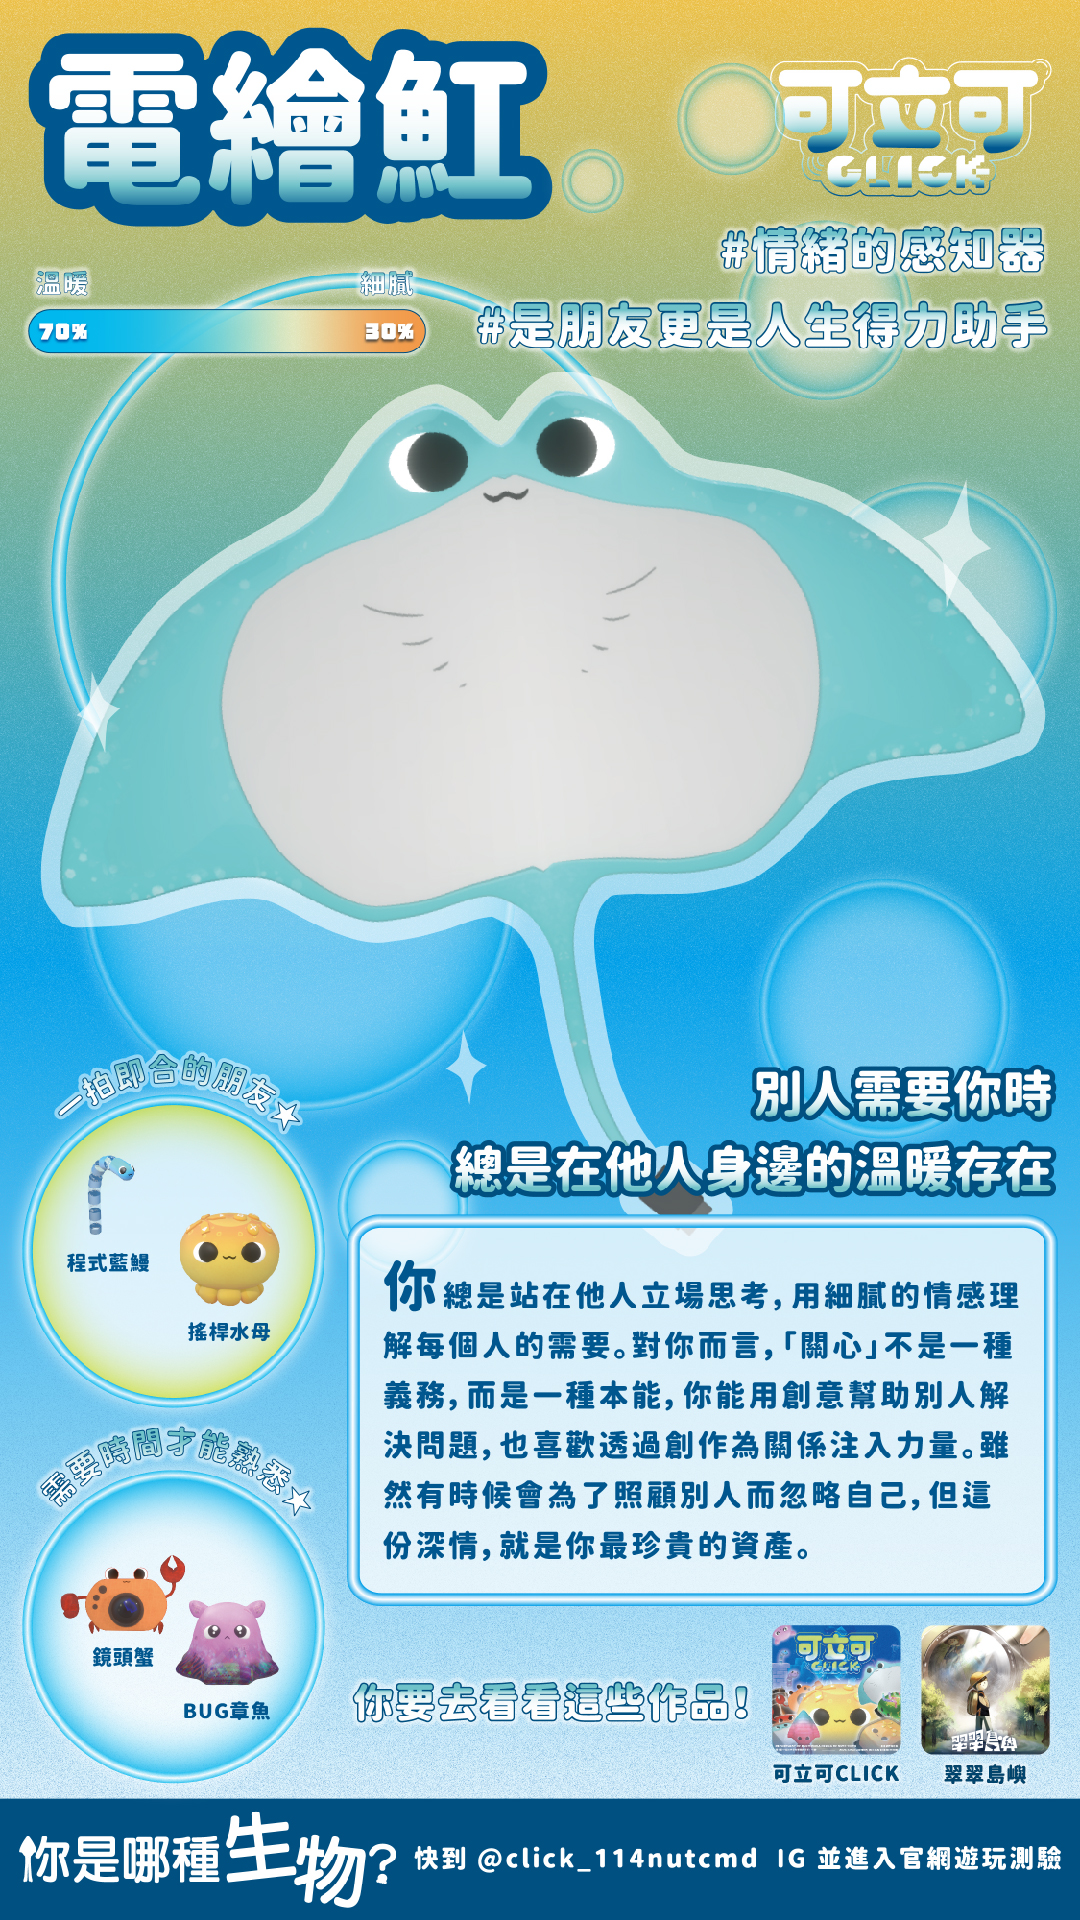 電繪魟
可立可
CLICK
#情緒的感知器
溫暖 細膩
70% 30%
#是朋友更是人生得力助手
一拍即合的朋友
程式藍鰻
搖桿水母
別人需要你時
總是在他人身邊的溫暖存在
你總是站在他人立場思考,用細膩的情感理
解每個人的需要。對你而言,「關心」不是一種
義務,而是一種本能,你能用創意幫助別人解
決問題,也喜歡透過創作為關係注入力量。雖
然有時候會為了照顧別人而忽略自己,但這
份深情,就是你最珍貴的資產。
需要時間才能熟悉
鏡頭蟹
BUG章魚
你要去看看這些作品!
可立可
CLICK
翠翠島嶼
可立可CLICK
翠翠島嶼
你是哪種生物?
快到 @click_114nutcmd IG 並進入官網遊玩測驗